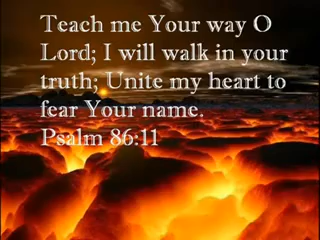 Teach me Your way O
Lord; I will walk in your
truth; Unite my heart to
fear Your name.
Psalm 86:11